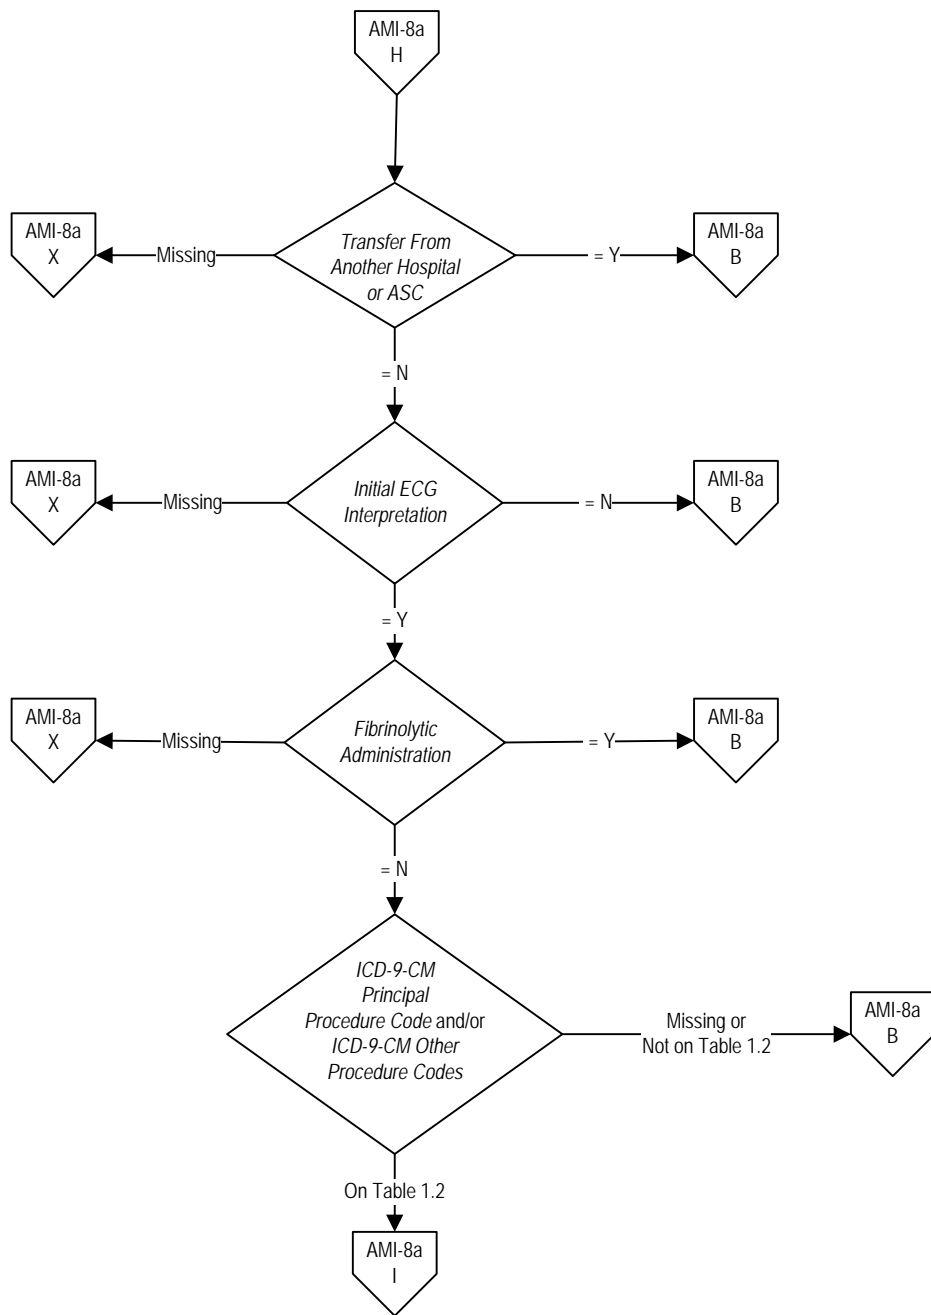 AMI-8a
H
AMI-8a
X
Missing
Transfer From
Another Hospital
or ASC
= Y
AMI-8a
B
= N
AMI-8a
X
Missing
Initial ECG
Interpretation
= N
AMI-8a
B
= Y
AMI-8a
X
Missing
Fibrinolytic
Administration
= Y
AMI-8a
B
= N
ICD-9-CM
Principal
Procedure Code and/or
ICD-9-CM Other
Procedure Codes
Missing or
Not on Table 1.2
AMI-8a
B
On Table 1.2
AMI-8a
I